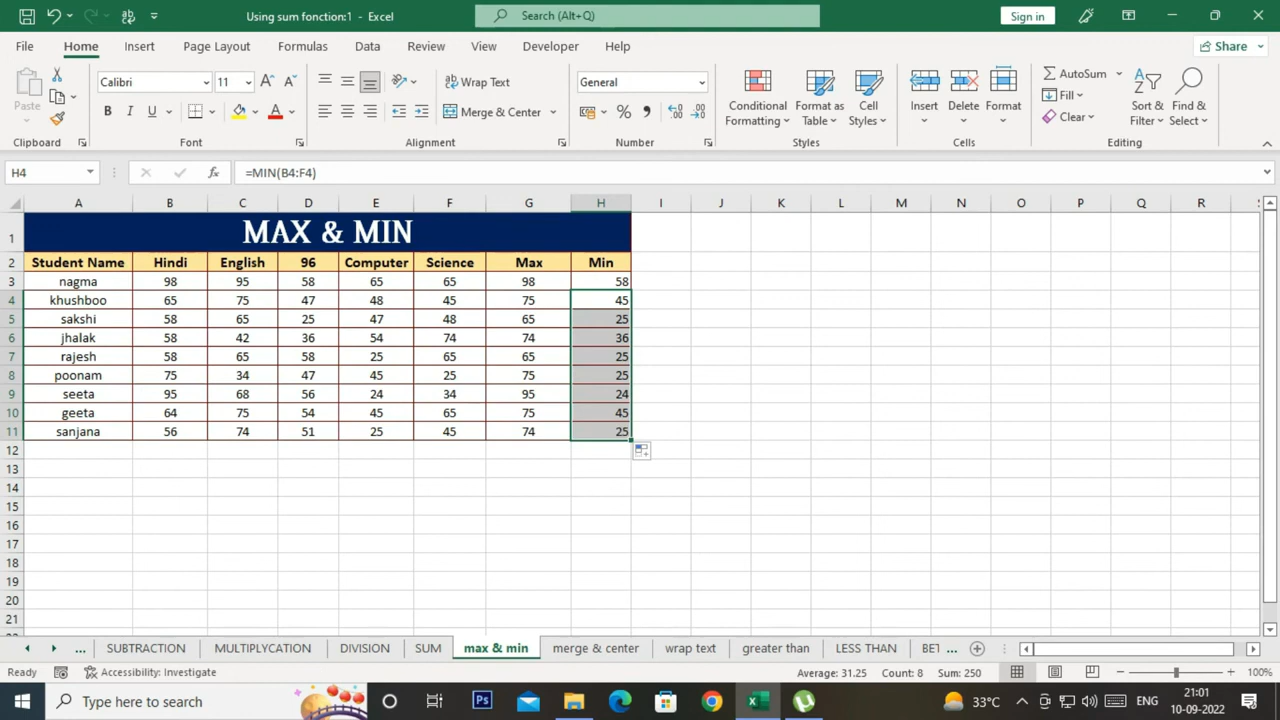 Using sum fonction:1 - Excel
Search (Alt+Q)
Sign in
File Home Insert Page Layout Formulas Data Review View Developer Help
Share
Paste
Calibri 11 A A
Wrap Text
General
Conditional Formatting
Format as Table
Cell Styles
Insert
Delete
Format
AutoSum
Fill
Clear
Sort & Filter
Find & Select
B I U
Merge & Center
% ,
Clipboard Font Alignment Number Styles Cells Editing
H4 fx =MIN(B4:F4)
A B C D E F G H I J K L M N O P Q R
1 MAX & MIN
2 Student Name Hindi English 96 Computer Science Max Min
3 nagma 98 95 58 65 65 98 58
4 khushboo 65 75 47 48 45 75 45
5 sakshi 58 65 25 47 48 65 25
6 jhalak 58 42 36 54 74 74 36
7 rajesh 58 65 58 25 65 65 25
8 poonam 75 34 47 45 25 75 25
9 seeta 95 68 56 24 34 95 24
10 geeta 64 75 54 45 65 75 45
11 sanjana 56 74 51 25 45 74 25
12
13
14
15
16
17
18
19
20
21
... SUBTRACTION MULTIPLYCATION DIVISION SUM max & min merge & center wrap text greater than LESS THAN BET ...
Ready Accessibility: Investigate Average: 31.25 Count: 8 Sum: 250 100%
Type here to search Ps 33°C ENG 21:01
10-09-2022